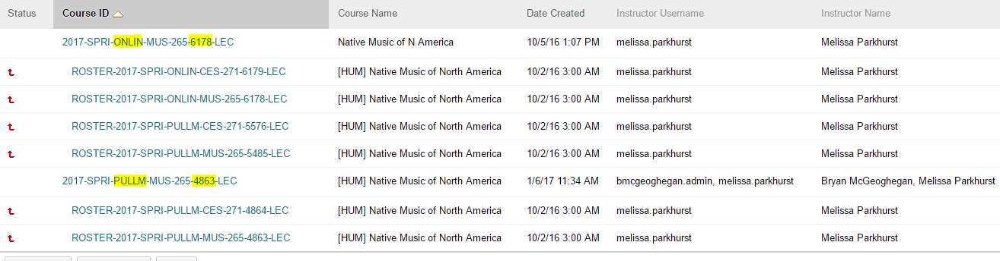 Status Course ID Course Name Date Created Instructor Username Instructor Name
2017-SPRI-ONLIN-MUS-265-6178-LEC Native Music of N America 10/5/16 1:07 PM melissa.parkhurst Melissa Parkhurst
ROSTER-2017-SPRI-ONLIN-CES-271-6179-LEC [HUM] Native Music of North America 10/2/16 3:00 AM melissa.parkhurst Melissa Parkhurst
ROSTER-2017-SPRI-ONLIN-MUS-265-6178-LEC [HUM] Native Music of North America 10/2/16 3:00 AM melissa.parkhurst Melissa Parkhurst
ROSTER-2017-SPRI-PULLM-CES-271-5576-LEC [HUM] Native Music of North America 10/2/16 3:00 AM melissa.parkhurst Melissa Parkhurst
ROSTER-2017-SPRI-PULLM-MUS-265-5485-LEC [HUM] Native Music of North America 10/2/16 3:00 AM melissa.parkhurst Melissa Parkhurst
2017-SPRI-PULLM-MUS-265-4863-LEC [HUM] Native Music of North America 1/6/17 11:34 AM bmcgeoghegan.admin, melissa.parkhurst Bryan McGeoghegan, Melissa Parkhurst
ROSTER-2017-SPRI-PULLM-CES-271-4864-LEC [HUM] Native Music of North America 10/2/16 3:00 AM melissa.parkhurst Melissa Parkhurst
ROSTER-2017-SPRI-PULLM-MUS-265-4863-LEC [HUM] Native Music of North America 10/2/16 3:00 AM melissa.parkhurst Melissa Parkhurst